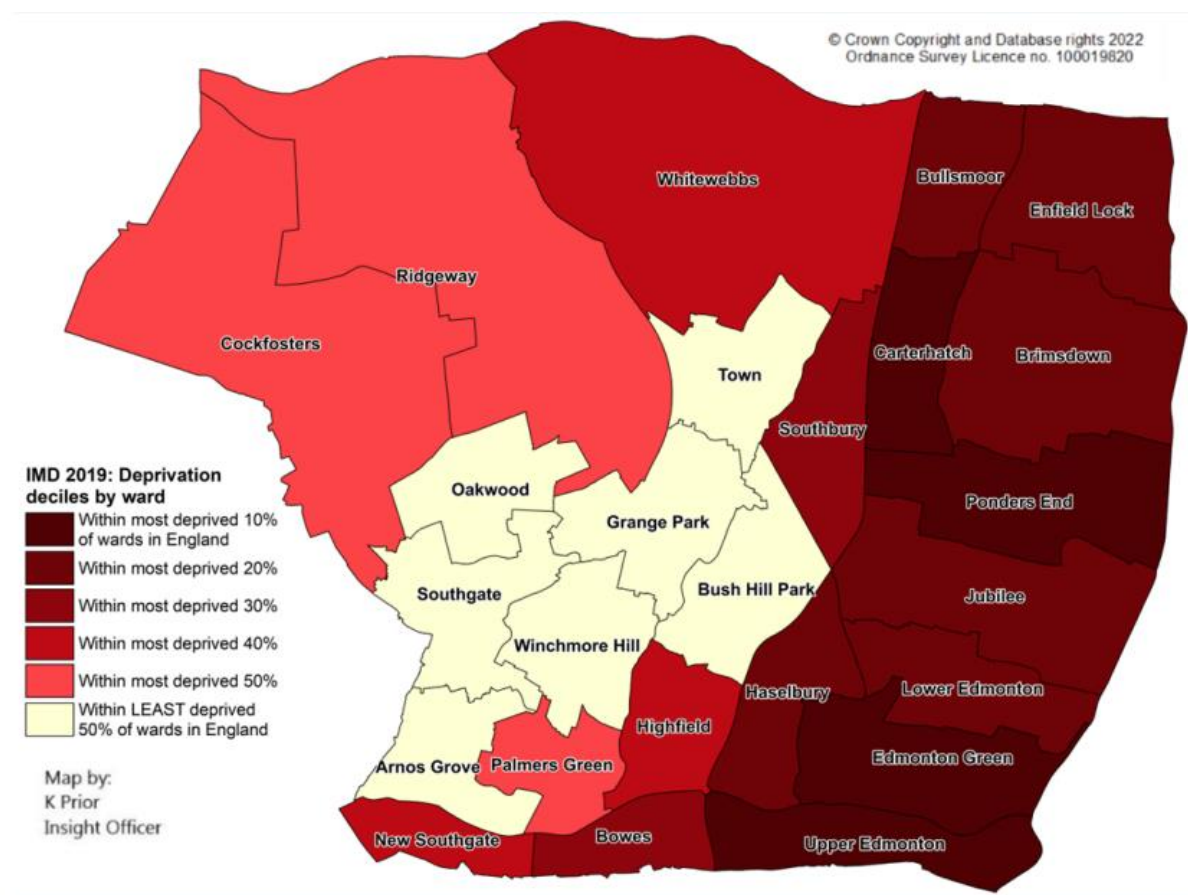 © Crown Copyright and Database rights 2022
Ordnance Survey Licence no. 100019820
Whitewebbs
Bullsmoor
Enfield Lock
Ridgeway
Cockfosters
Carterhatch
Brimsdown
Town
Southbury
Oakwood
Ponders End
Grange Park
Southgate
Bush Hill Park
Jubilee
Winchmore Hill
Haselbury
Lower Edmonton
Highfield
Arnos Grove
Palmers Green
Edmonton Green
New Southgate
Bowes
Upper Edmonton
IMD 2019: Deprivation
deciles by ward
Within most deprived 10%
of wards in England
Within most deprived 20%
Within most deprived 30%
Within most deprived 40%
Within most deprived 50%
Within LEAST deprived
50% of wards in England
Map by:
K Prior
Insight Officer